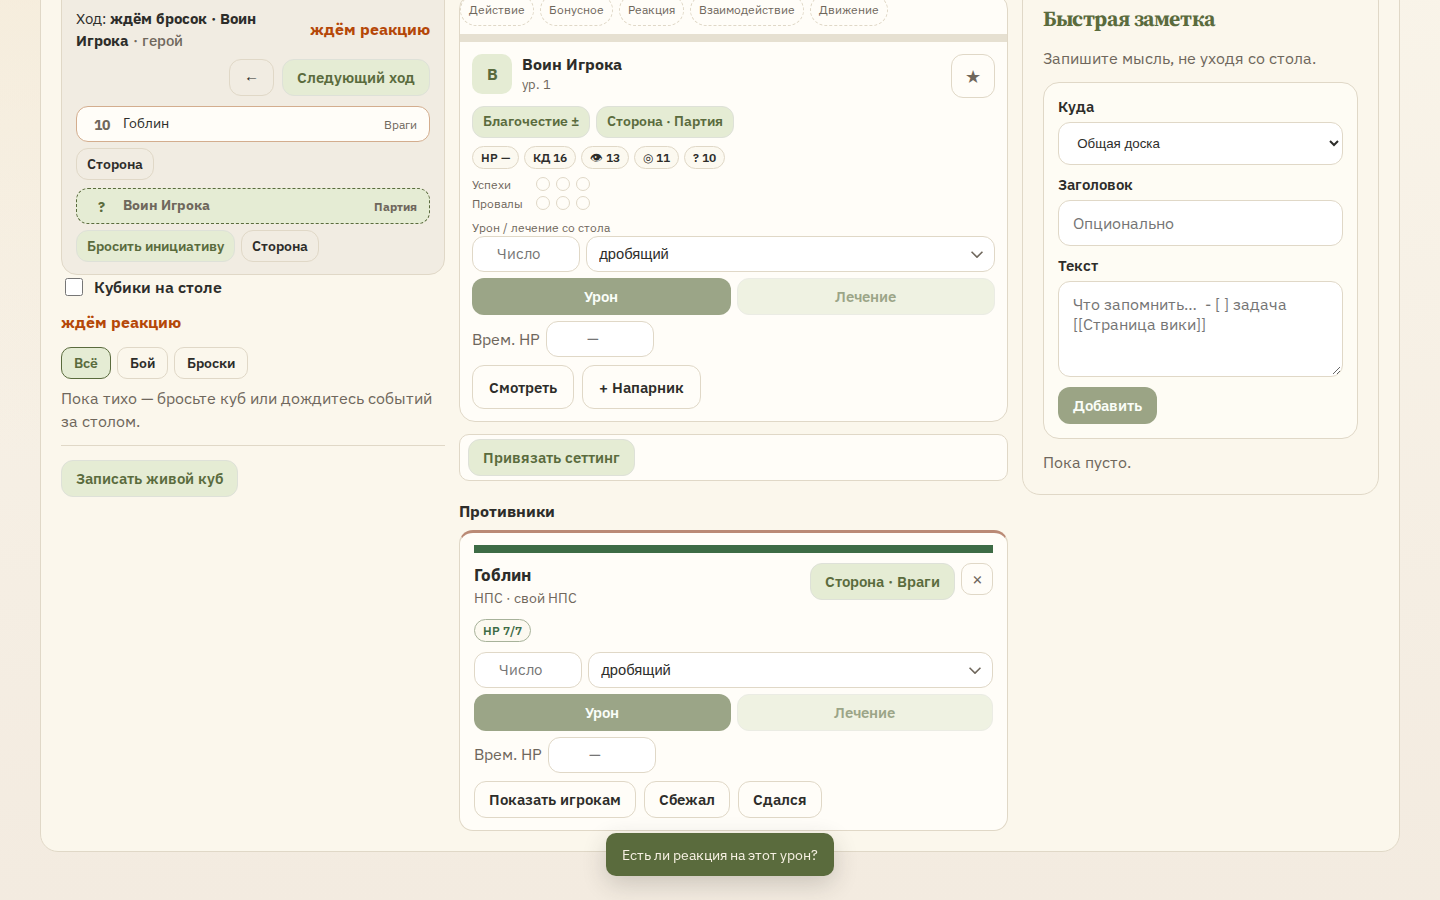 Ход: ждём бросок · Воин
Игрока · герой
ждём реакцию
←
Следующий ход
10 Гоблин Враги
Сторона
? Воин Игрока Партия
Бросить инициативу
Сторона
Кубики на столе
ждём реакцию
Всё
Бой
Броски
Пока тихо — бросьте куб или дождитесь событий
за столом.
Записать живой куб
Действие
Бонусное
Реакция
Взаимодействие
Движение
В
Воин Игрока
ур. 1
★
Благочестие ±
Сторона · Партия
HP —
КД 16
👁 13
◎ 11
? 10
Успехи
Провалы
Урон / лечение со стола
Число
дробящий
Урон
Лечение
Врем. HP
—
Смотреть
+ Напарник
Привязать сеттинг
Противники
Гоблин
НПС · свой НПС
Сторона · Враги
×
HP 7/7
Число
дробящий
Урон
Лечение
Врем. HP
—
Показать игрокам
Сбежал
Сдался
Есть ли реакция на этот урон?
Быстрая заметка
Запишите мысль, не уходя со стола.
Куда
Общая доска
Заголовок
Опционально
Текст
Что запомнить... - [ ] задача
[[Страница вики]]
Добавить
Пока пусто.